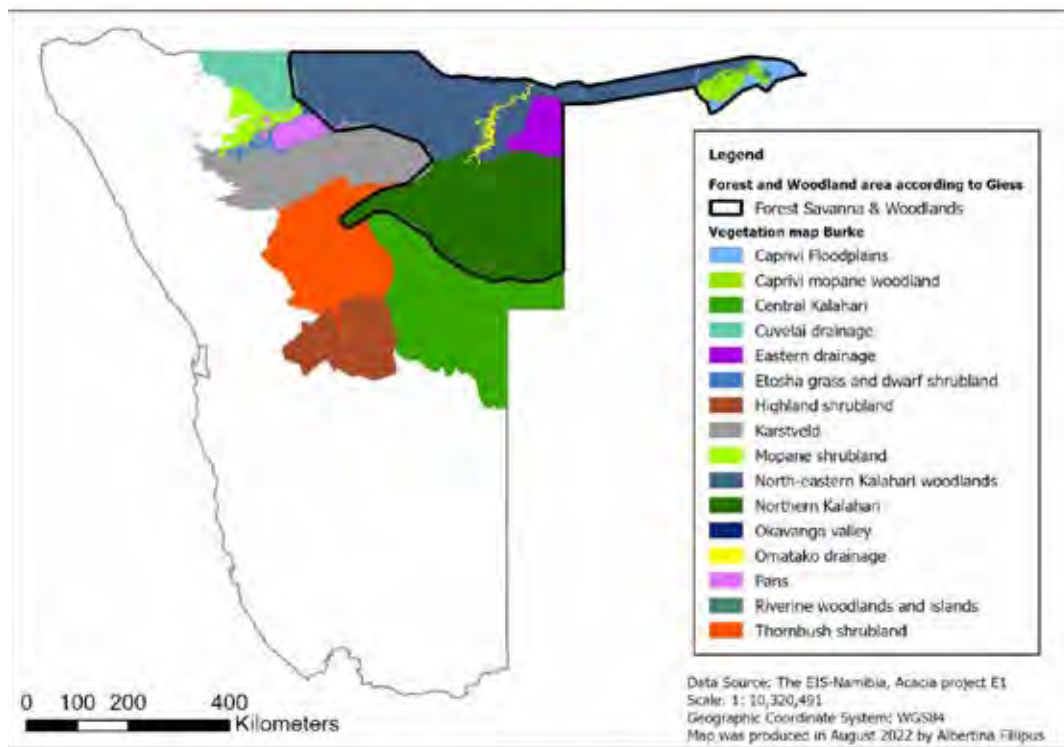 Legend
Forest and Woodland area according to Giess
Forest Savanna & Woodlands
Vegetation map Burke
Caprivi Floodplains
Caprivi mopane woodland
Central Kalahari
Cuvelai drainage
Eastern drainage
Etosha grass and dwarf shrubland
Highland shrubland
Karstveld
Mopane shrubland
North-eastern Kalahari woodlands
Northern Kalahari
Okavango valley
Omatako drainage
Pans
Riverine woodlands and islands
Thornbush shrubland
Data Source: The EIS-Namibia, Acacia project E1
Scale: 1: 10,320,491
Geographic Coordinate System: WGS84
Map was produced in August 2022 by Albertina Filipus
0 100 200 400
Kilometers